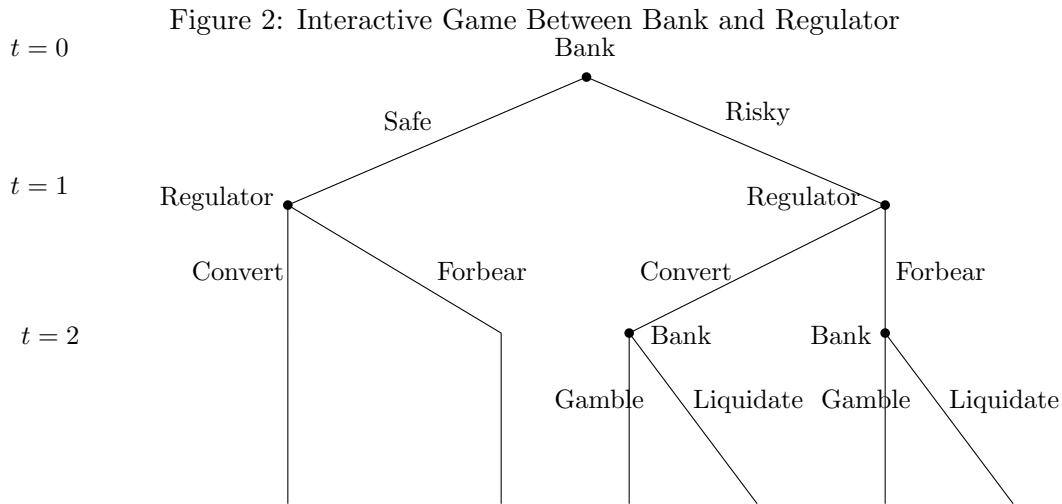 Figure 2: Interactive Game Between Bank and Regulator
t = 0
Bank
Safe
Risky
t = 1
Regulator
Regulator
Convert
Forbear
Convert
Forbear
t = 2
Bank
Bank
Gamble
Liquidate
Gamble
Liquidate